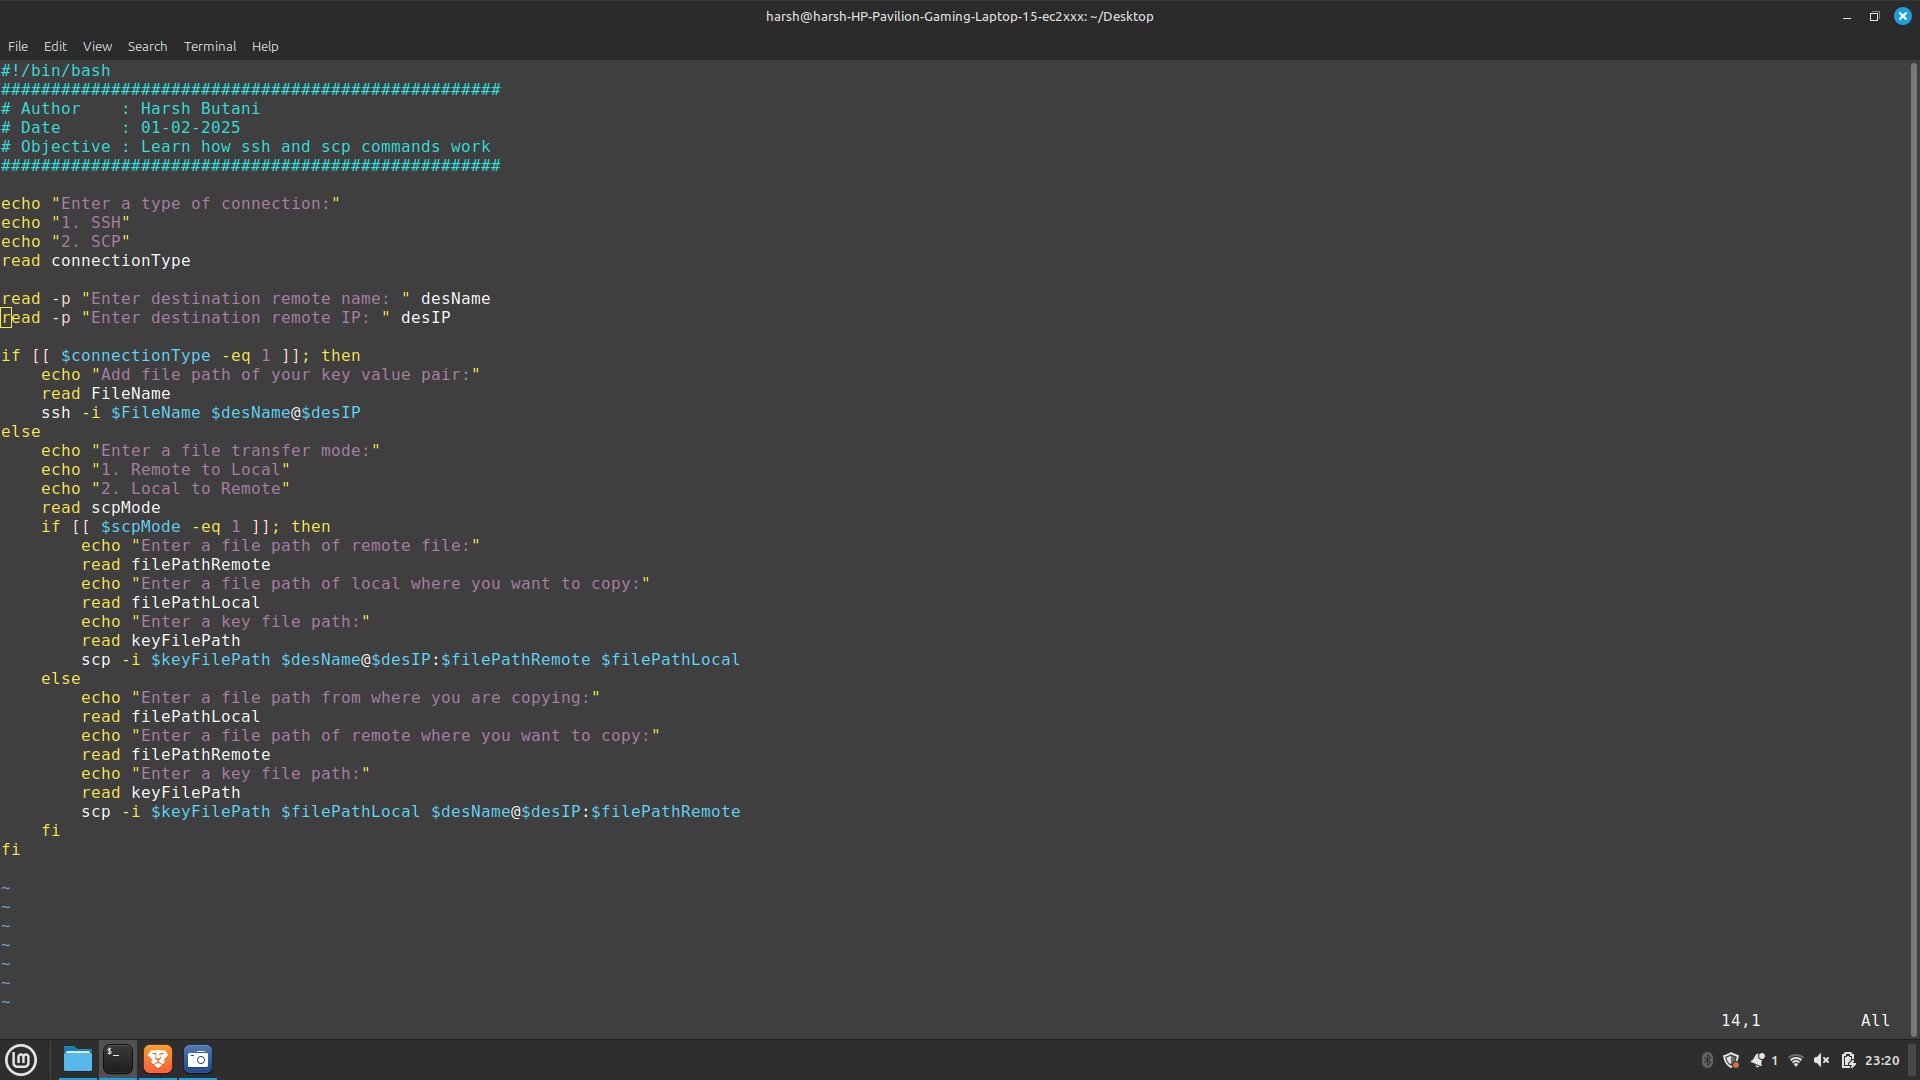 harsh@harsh-HP-Pavilion-Gaming-Laptop-15-ec2xxx: ~/Desktop
File Edit View Search Terminal Help
#!/bin/bash
##################################################
# Author    : Harsh Butani
# Date      : 01-02-2025
# Objective : Learn how ssh and scp commands work
##################################################
echo "Enter a type of connection:"
echo "1. SSH"
echo "2. SCP"
read connectionType
read -p "Enter destination remote name: " desName
read -p "Enter destination remote IP: " desIP
if [[ $connectionType -eq 1 ]]; then
    echo "Add file path of your key value pair:"
    read FileName
    ssh -i $FileName $desName@$desIP
else
    echo "Enter a file transfer mode:"
    echo "1. Remote to Local"
    echo "2. Local to Remote"
    read scpMode
    if [[ $scpMode -eq 1 ]]; then
        echo "Enter a file path of remote file:"
        read filePathRemote
        echo "Enter a file path of local where you want to copy:"
        read filePathLocal
        echo "Enter a key file path:"
        read keyFilePath
        scp -i $keyFilePath $desName@$desIP:$filePathRemote $filePathLocal
    else
        echo "Enter a file path from where you are copying:"
        read filePathLocal
        echo "Enter a file path of remote where you want to copy:"
        read filePathRemote
        echo "Enter a key file path:"
        read keyFilePath
        scp -i $keyFilePath $filePathLocal $desName@$desIP:$filePathRemote
    fi
fi
~
~
~
~
~
~
~
14,1 All
$_
1 23:20